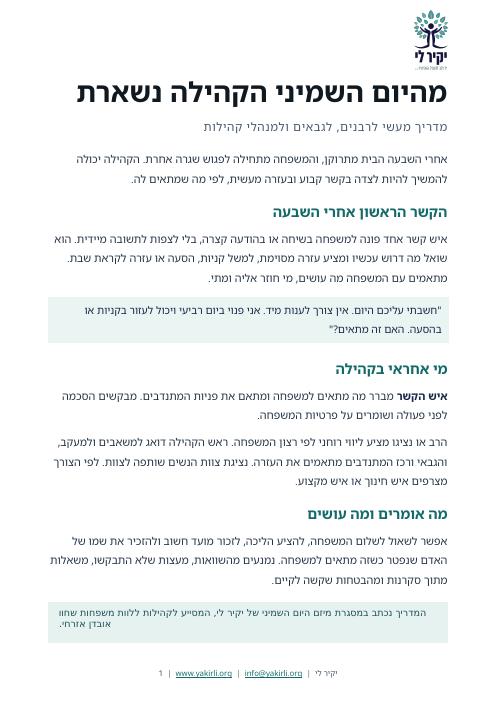 יקיר לי
מהיום השמיני הקהילה נשארת
מדריך מעשי לרבנים, לגבאים ולמנהלי קהילות
אחרי השבעה הבית מתרוקן, והמשפחה מתחילה לפגוש שגרה אחרת. הקהילה יכולה
להמשיך להיות לצדה בקשר קבוע ובעזרה מעשית, לפי מה שמתאים לה.
הקשר הראשון אחרי השבעה
איש קשר אחד פונה למשפחה בשיחה או בהודעה קצרה, בלי לצפות לתשובה מיידית. הוא
שואל מה דרוש עכשיו ומציע עזרה מסוימת, למשל קניות, הסעה או עזרה לקראת שבת.
מתאמים עם המשפחה מה עושים, מי חוזר אליה ומתי.
"חשבתי עליכם היום. אין צורך לענות מיד. אני פנוי ביום רביעי ויכול לעזור בקניות או
בהסעה. האם זה מתאים?"
מי אחראי בקהילה
איש הקשר מברר מה מתאים למשפחה ומתאם את פניות המתנדבים. מבקשים הסכמה
לפני פעולה ושומרים על פרטיות המשפחה.
הרב או נציגו מציע ליווי רוחני לפי רצון המשפחה. ראש הקהילה דואג למשאבים ולמעקב,
והגבאי ורכז המתנדבים מתאמים את העזרה. נציגת צוות הנשים שותפה לצוות. לפי הצורך
מצרפים איש חינוך או איש מקצוע.
מה אומרים ומה עושים
אפשר לשאול לשלום המשפחה, להציע הליכה, לזכור מועד חשוב ולהזכיר את שמו של
האדם שנפטר כשזה מתאים למשפחה. נמנעים מהשוואות, מעצות שלא התבקשו, משאלות
מתוך סקרנות ומהבטחות שקשה לקיים.
המדריך נכתב במסגרת מיזם היום השמיני של יקיר לי, המסייע לקהילות ללוות משפחות שחוו
אובדן אזרחי.
יקיר לי | info@yakirli.org | www.yakirli.org | 1